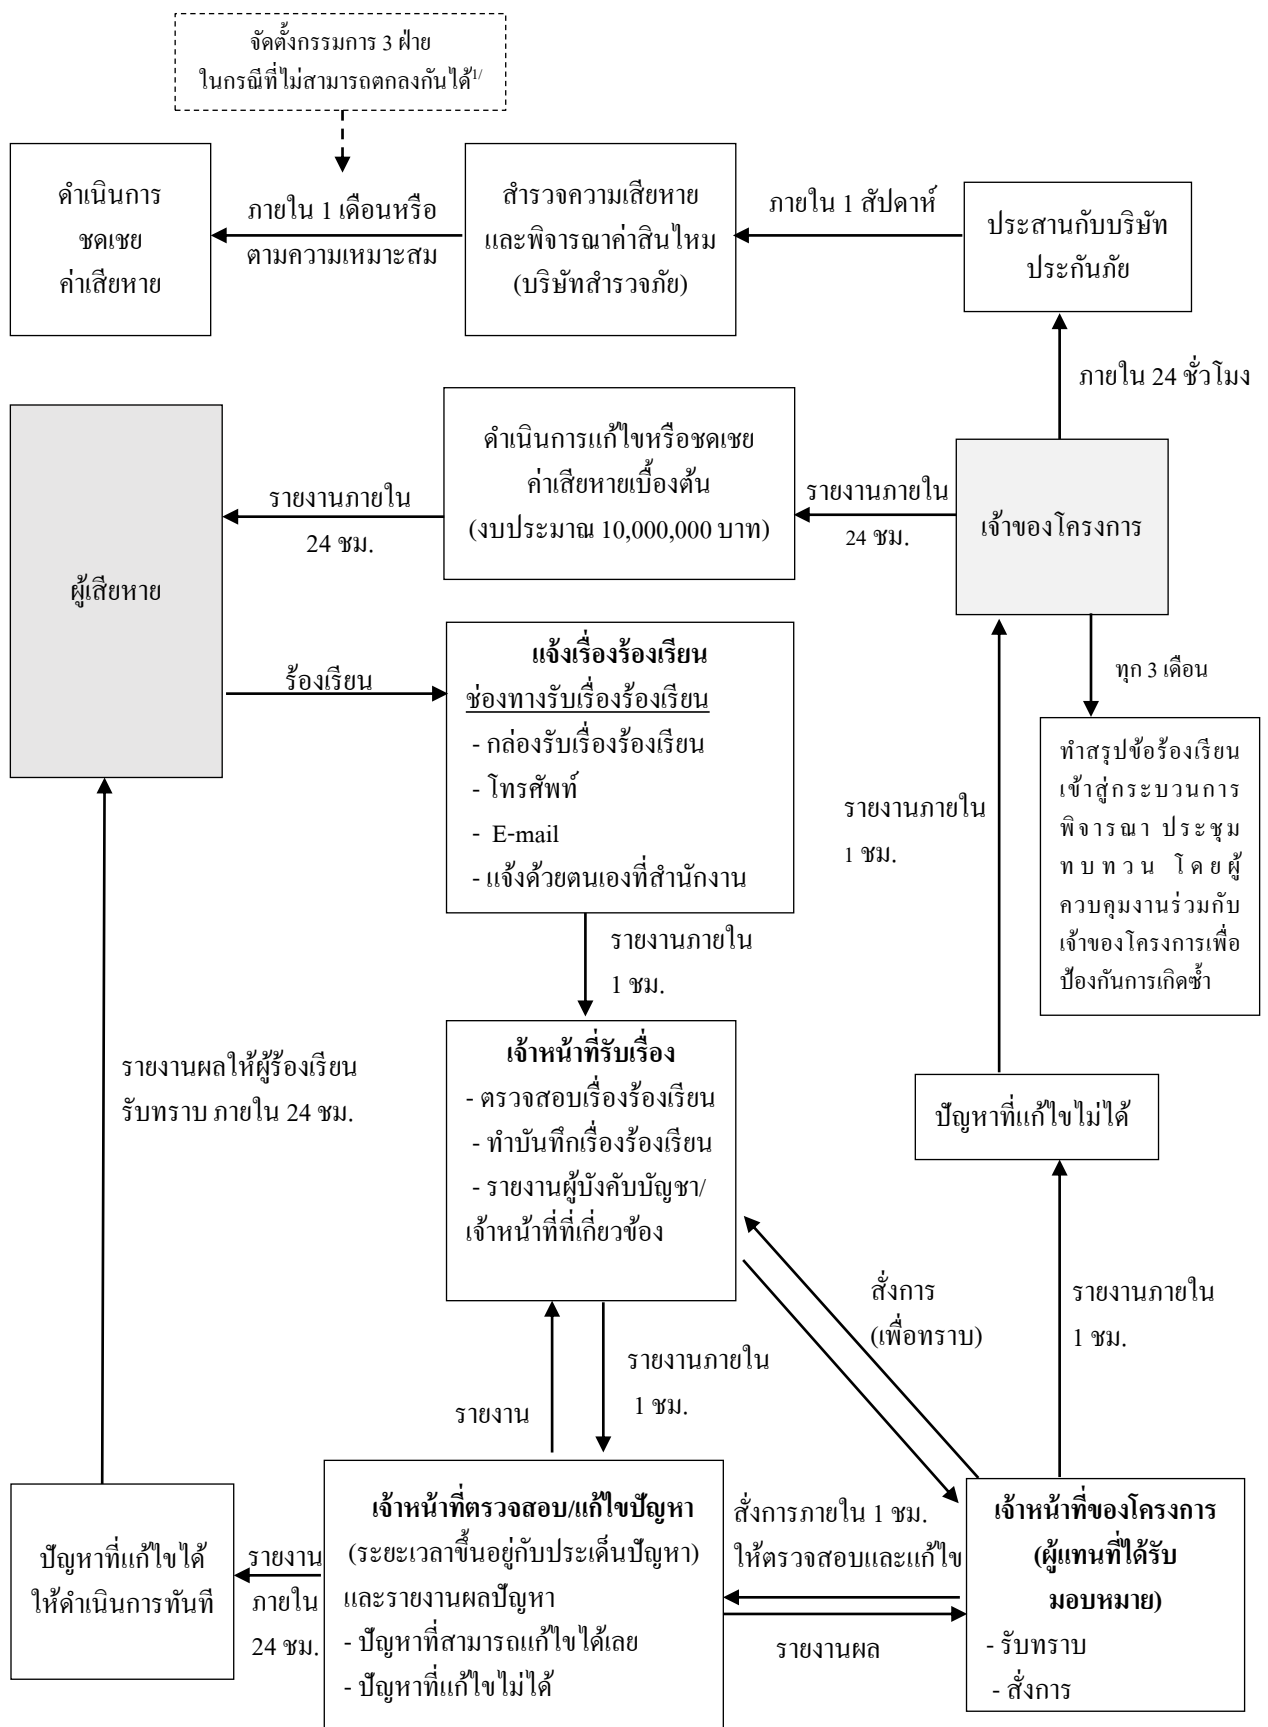 จัดตั้งกรรมการ 3 ฝ่าย
ในกรณีที่ไม่สามารถตกลงกันได้1/
ดำเนินการ
ชดเชย
ค่าเสียหาย
ภายใน 1 เดือนหรือ
ตามความเหมาะสม
สำรวจความเสียหาย
และพิจารณาค่าสินไหม
(บริษัทสำรวจภัย)
ภายใน 1 สัปดาห์
ประสานกับบริษัท
ประกันภัย
ภายใน 24 ชั่วโมง
ผู้เสียหาย
รายงานภายใน
24 ชม.
ดำเนินการแก้ไขหรือชดเชย
ค่าเสียหายเบื้องต้น
(งบประมาณ 10,000,000 บาท)
รายงานภายใน
24 ชม.
เจ้าของโครงการ
ร้องเรียน
แจ้งเรื่องร้องเรียน
ช่องทางรับเรื่องร้องเรียน
- กล่องรับเรื่องร้องเรียน
- โทรศัพท์
- E-mail
- แจ้งด้วยตนเองที่สำนักงาน
ทุก 3 เดือน
ทำสรุปข้อร้องเรียน
เข้าสู่กระบวนการ
พิจารณา ประชุม
ทบทวน โดยผู้
ควบคุมงานร่วมกับ
เจ้าของโครงการเพื่อ
ป้องกันการเกิดซ้ำ
รายงานภายใน
1 ชม.
รายงานภายใน
1 ชม.
เจ้าหน้าที่รับเรื่อง
- ตรวจสอบเรื่องร้องเรียน
- ทำบันทึกเรื่องร้องเรียน
- รายงานผู้บังคับบัญชา/
เจ้าหน้าที่ที่เกี่ยวข้อง
รายงานผลให้ผู้ร้องเรียน
รับทราบ ภายใน 24 ชม.
ปัญหาที่แก้ไขไม่ได้
สั่งการ
(เพื่อทราบ)
รายงานภายใน
1 ชม.
รายงานภายใน
1 ชม.
รายงาน
ปัญหาที่แก้ไขได้
ให้ดำเนินการทันที
รายงาน
ภายใน
24 ชม.
เจ้าหน้าที่ตรวจสอบ/แก้ไขปัญหา
(ระยะเวลาขึ้นอยู่กับประเด็นปัญหา)
และรายงานผลปัญหา
- ปัญหาที่สามารถแก้ไขได้เลย
- ปัญหาที่แก้ไขไม่ได้
สั่งการภายใน 1 ชม.
ให้ตรวจสอบและแก้ไข
รายงานผล
เจ้าหน้าที่ของโครงการ
(ผู้แทนที่ได้รับ
มอบหมาย)
- รับทราบ
- สั่งการ